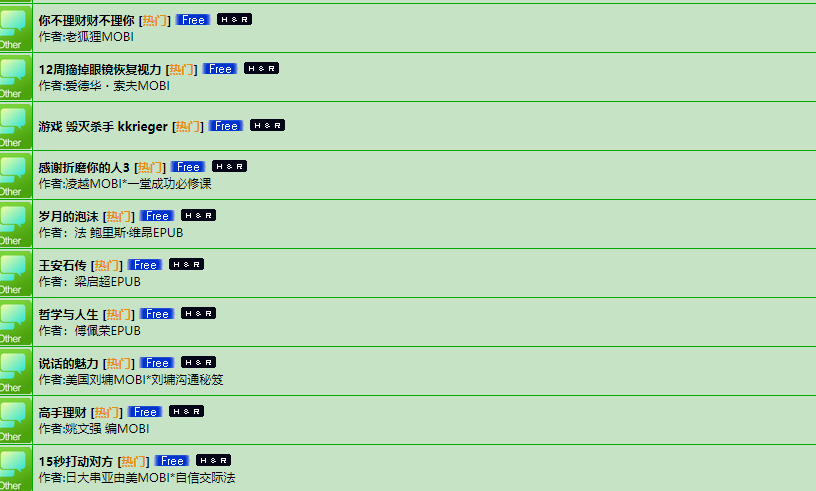 你不理财财不理你 [热门] Free H&R
Other 作者:老狐狸MOBI
12周摘掉眼镜恢复视力 [热门] Free H&R
Other 作者:爱德华・索夫MOBI
游戏 毁灭杀手 kkrieger [热门] Free H&R
Other
感谢折磨你的人3 [热门] Free H&R
Other 作者:凌越MOBI*一堂成功必修课
岁月的泡沫 [热门] Free H&R
Other 作者：法 鲍里斯·维昂EPUB
王安石传 [热门] Free H&R
Other 作者：梁启超EPUB
哲学与人生 [热门] Free H&R
Other 作者：傅佩荣EPUB
说话的魅力 [热门] Free H&R
Other 作者:美国刘墉MOBI*刘墉沟通秘笈
高手理财 [热门] Free H&R
Other 作者:姚文强 编MOBI
15秒打动对方 [热门] Free H&R
Other 作者:日大串亚由美MOBI*自信交际法